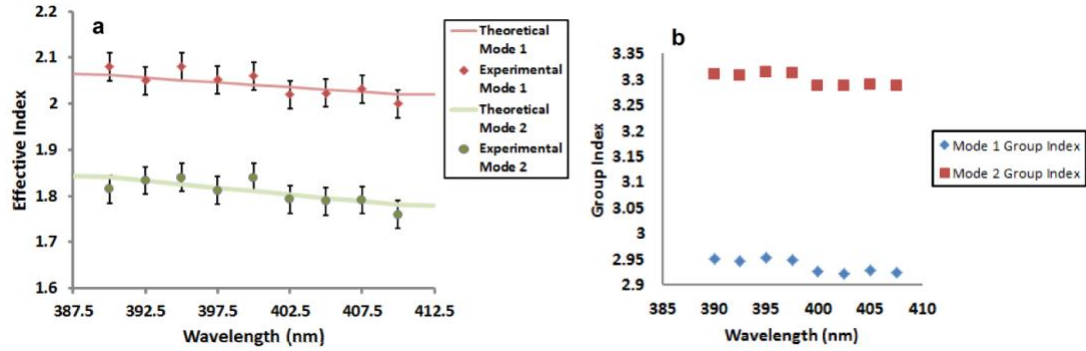 a
2.2
2.1
2
1.9
1.8
1.7
1.6
Effective Index
387.5 392.5 397.5 402.5 407.5 412.5
Wavelength (nm)
Theoretical
Mode 1
Experimental
Mode 1
Theoretical
Mode 2
Experimental
Mode 2
b
3.35
3.3
3.25
3.2
3.15
3.1
3.05
3
2.95
2.9
Group Index
385 390 395 400 405 410
Wavelength (nm)
Mode 1 Group Index
Mode 2 Group Index